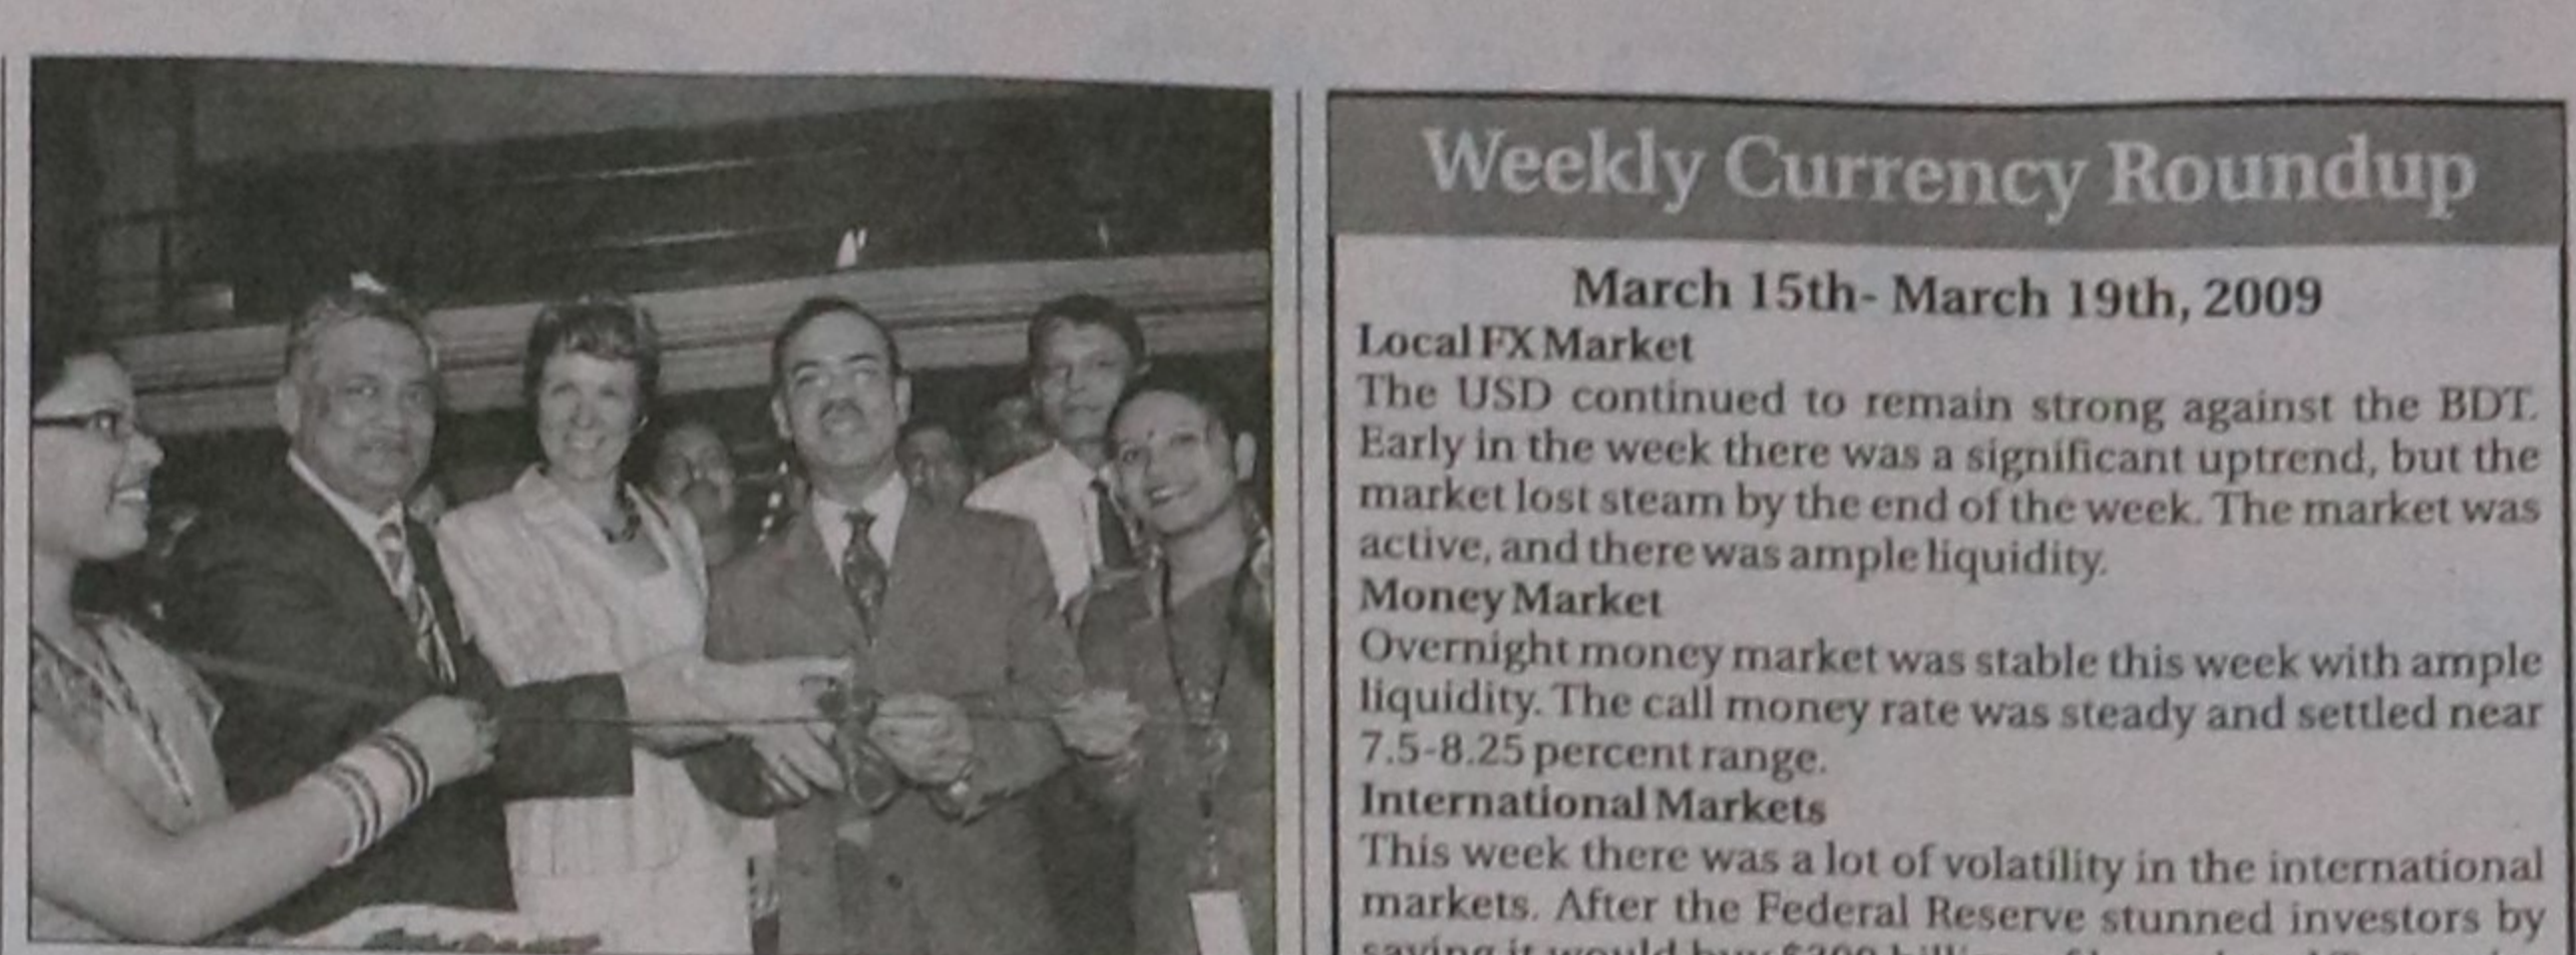 Weekly Currency Roundup
March 15th- March 19th, 2009
Local FX Market
The USD continued to remain strong against the BDT.
Early in the week there was a significant uptrend, but the
market lost steam by the end of the week. The market was
active, and there was ample liquidity.
Money Market
Overnight money market was stable this week with ample
liquidity. The call money rate was steady and settled near
7.5-8.25 percent range.
International Markets
This week there was a lot of volatility in the international
markets. After the Federal Reserve stunned investors by
saying it would buy